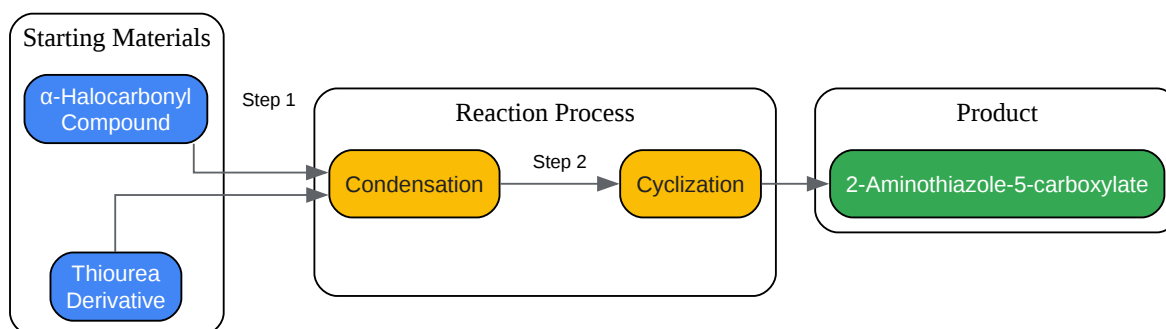 Starting Materials
α-Halocarbonyl
Compound
Thiourea
Derivative
Step 1
Reaction Process
Condensation
Step 2
Cyclization
Product
2-Aminothiazole-5-carboxylate